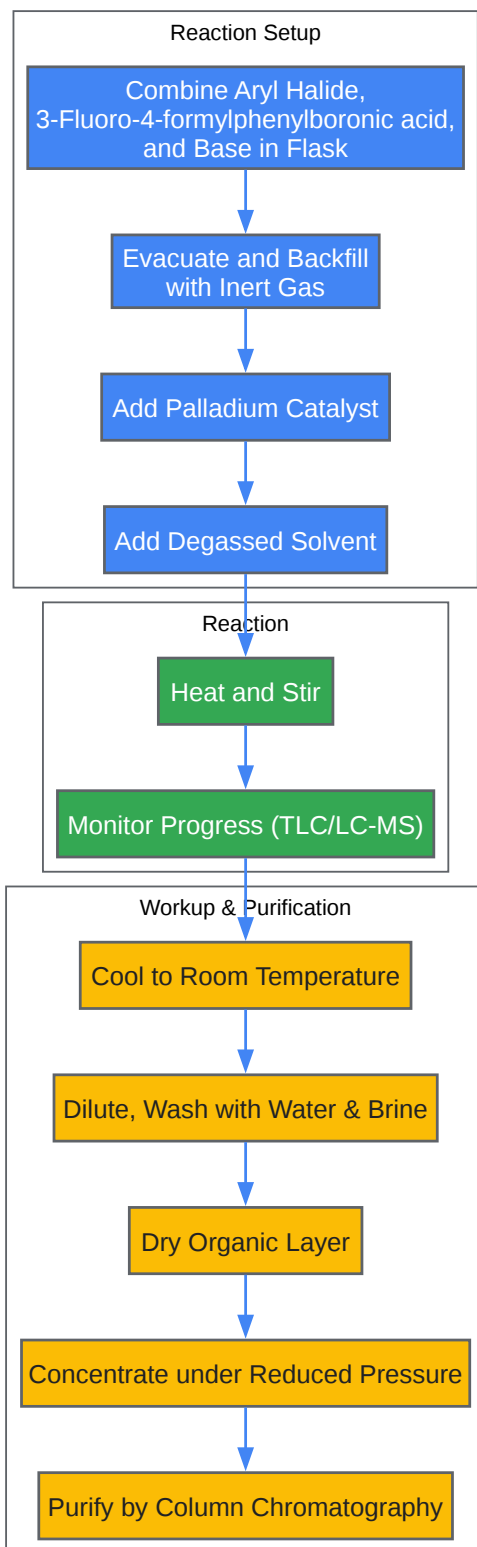 Reaction Setup
Combine Aryl Halide,
3-Fluoro-4-formylphenylboronic acid,
and Base in Flask
Evacuate and Backfill
with Inert Gas
Add Palladium Catalyst
Add Degassed Solvent
Reaction
Heat and Stir
Monitor Progress (TLC/LC-MS)
Workup & Purification
Cool to Room Temperature
Dilute, Wash with Water & Brine
Dry Organic Layer
Concentrate under Reduced Pressure
Purify by Column Chromatography